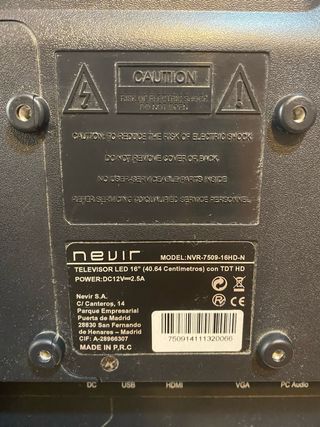 CAUTION
RISK OF ELECTRIC SHOCK
DO NOT OPEN
CAUTION: TO REDUCE THE RISK OF ELECTRIC SHOCK
DO NOT REMOVE COVER OR BACK
NO USER-SERVICEABLE PARTS INSIDE
REFER SERVICING TO QUALIFIED SERVICE PERSONNEL
nevir MODEL:NVR-7509-16HD-N
TELEVISOR LED 16" (40.64 Centimetros) con TDT HD
POWER:DC12V⎓2.5A
Nevir S.A.
C/ Canteros, 14
Parque Empresarial
Puerta de Madrid
28830 San Fernando
de Henares – Madrid
CIF: A-28966307
MADE IN P.R.C
CE
750914111320066
DC USB HDMI VGA PC Audio